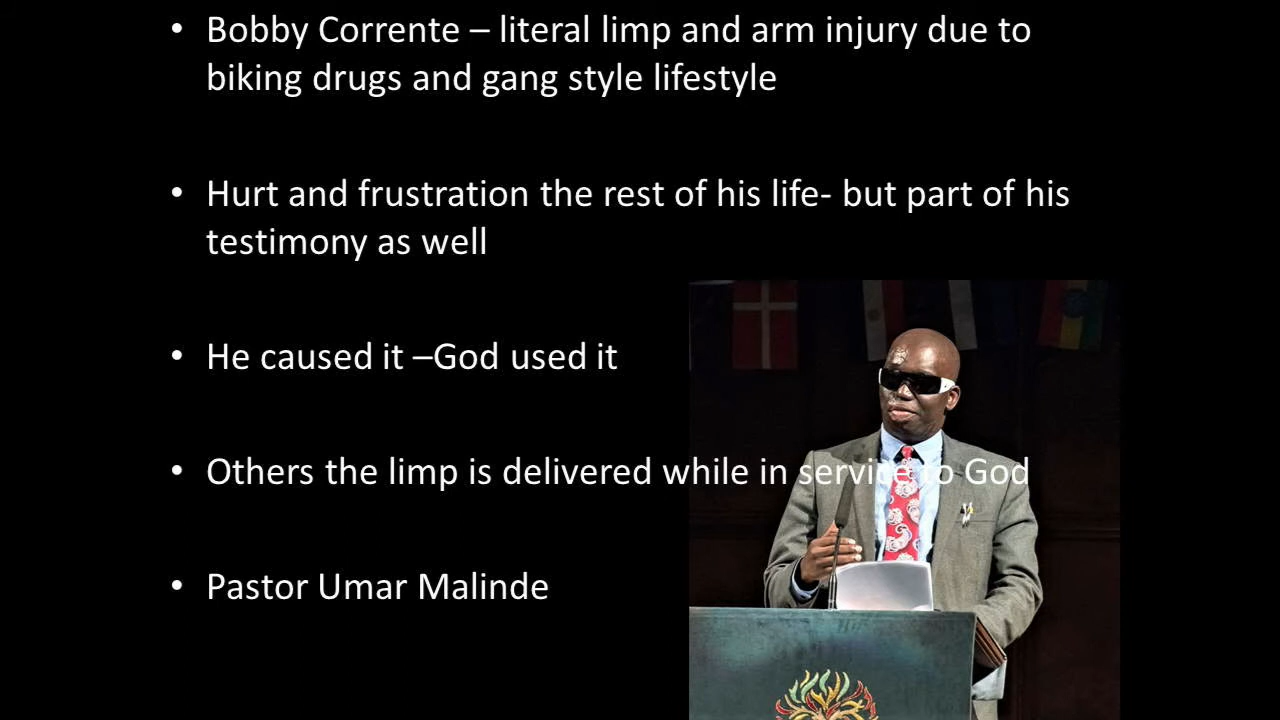 • Bobby Corrente – literal limp and arm injury due to
biking drugs and gang style lifestyle
• Hurt and frustration the rest of his life- but part of his
testimony as well
• He caused it –God used it
• Others the limp is delivered while in service to God
• Pastor Umar Malinde